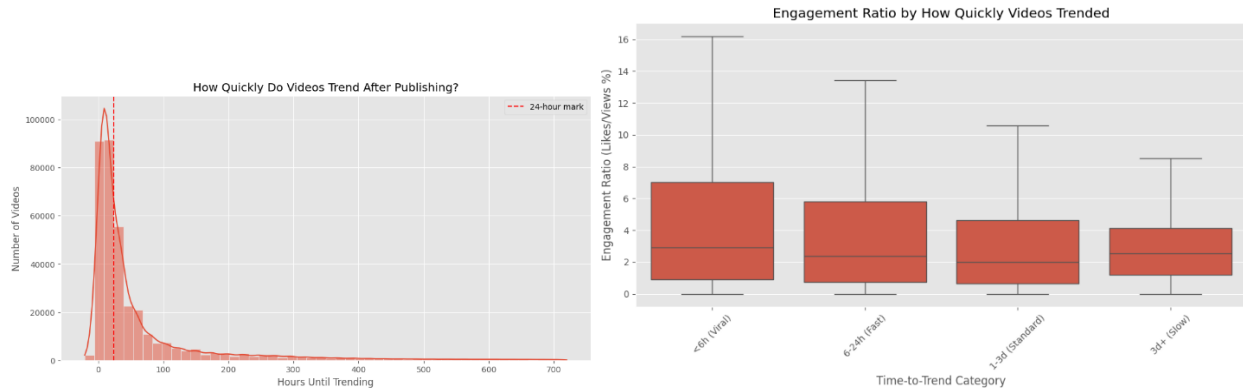 How Quickly Do Videos Trend After Publishing?
24-hour mark
100000
80000
60000
40000
20000
0
Number of Videos
0 100 200 300 400 500 600 700
Hours Until Trending
Engagement Ratio by How Quickly Videos Trended
16
14
12
10
8
6
4
2
0
Engagement Ratio (Likes/Views %)
<6h (Viral) 6-24h (Fast) 1-3d (Standard) 3d+ (Slow)
Time-to-Trend Category